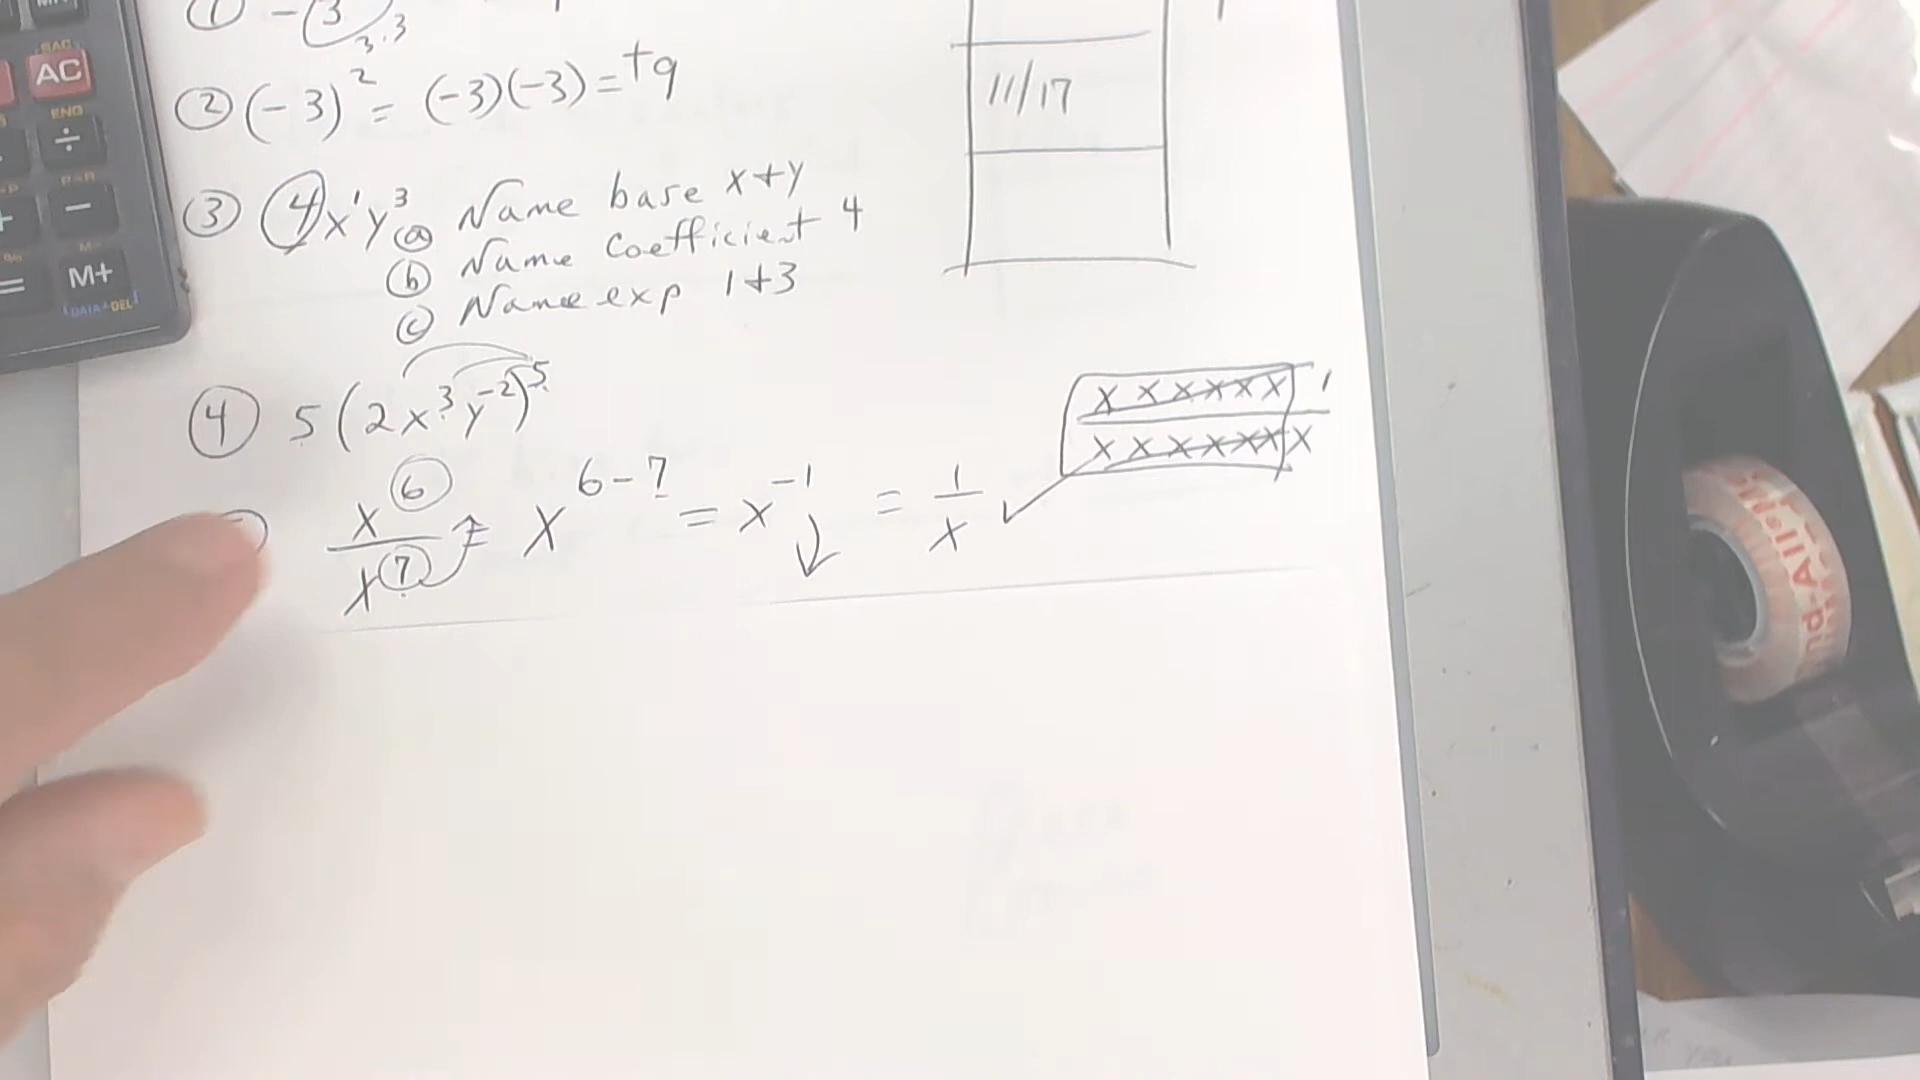 ① -3
3.3
② (-3)² = (-3)(-3) = +9
11/17
③ 4x¹y³ ⓐ Name base x+y
ⓑ Name coefficient 4
ⓒ Name exp 1+3
④ 5(2x³y⁻²)⁵
x⁶/x⁷ = x⁶⁻⁷ = x⁻¹ = 1/x ✓
x x x x x x 1
x x x x x x x
SAC
AC
ENG
÷
P→R
−
M-
=
M+
DATA DEL